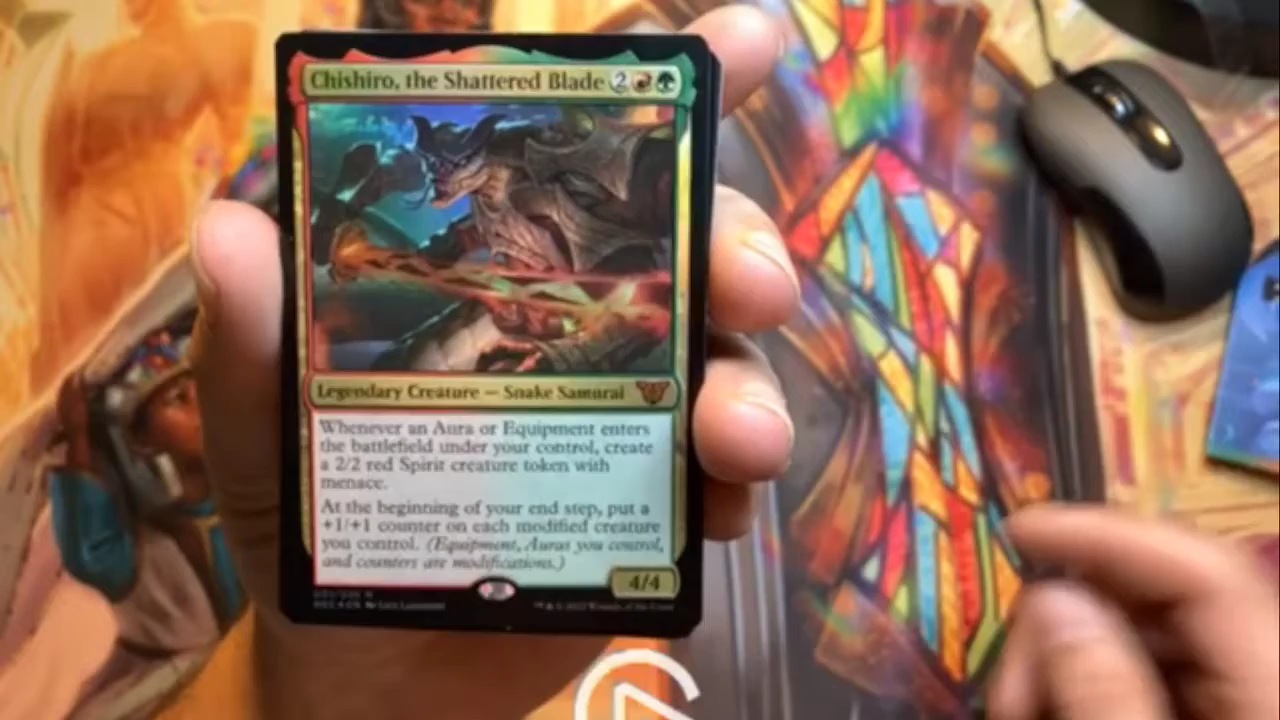 Chishiro, the Shattered Blade 2
Legendary Creature — Snake Samurai
Whenever an Aura or Equipment enters
the battlefield under your control, create
a 2/2 red Spirit creature token with
menace.
At the beginning of your end step, put a
+1/+1 counter on each modified creature
you control. (Equipment, Auras you control,
and counters are modifications.)
4/4